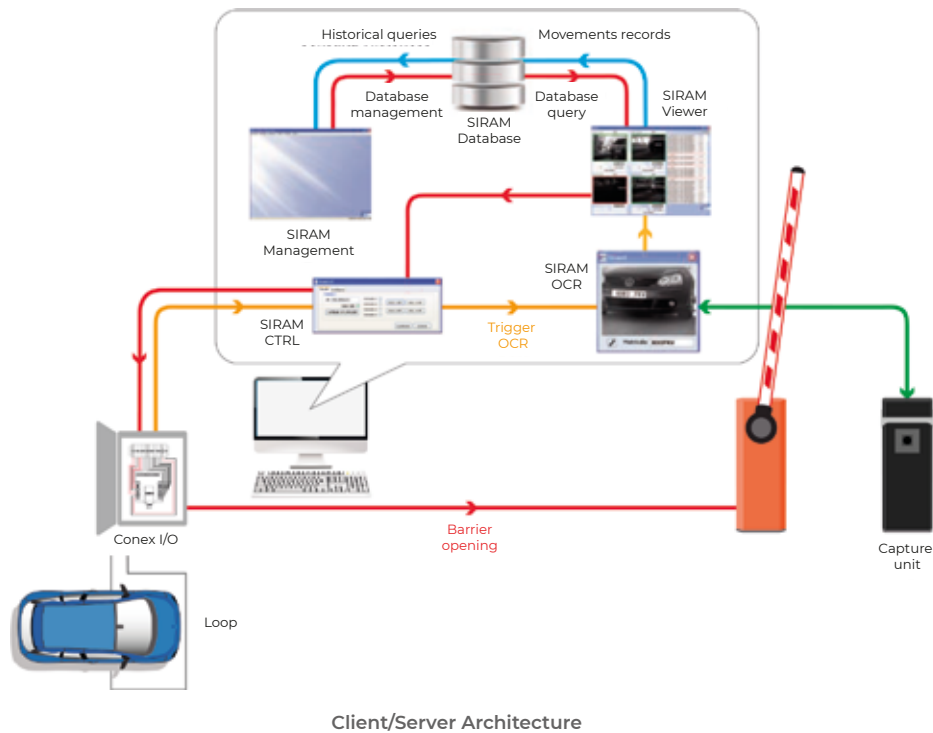 Historical queries
Movements records
Database
management
Database
query
SIRAM
Database
SIRAM
Viewer
SIRAM
Management
SIRAM
OCR
SIRAM
CTRL
Trigger
OCR
Conex I/O
Barrier
opening
Capture
unit
Loop
Client/Server Architecture